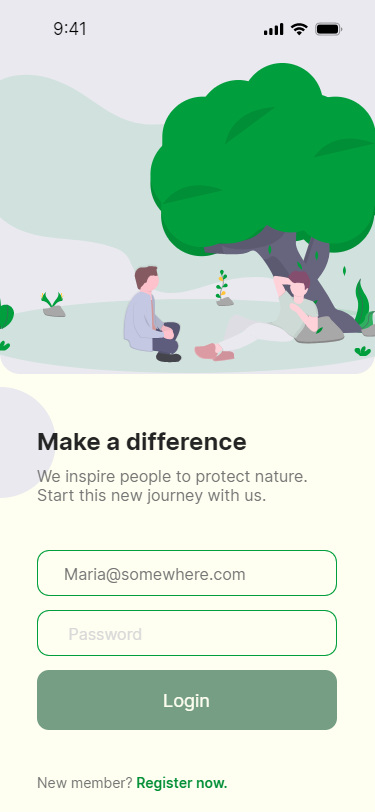 9:41
Make a difference
We inspire people to protect nature.
Start this new journey with us.
Maria@somewhere.com
Password
Login
New member? Register now.